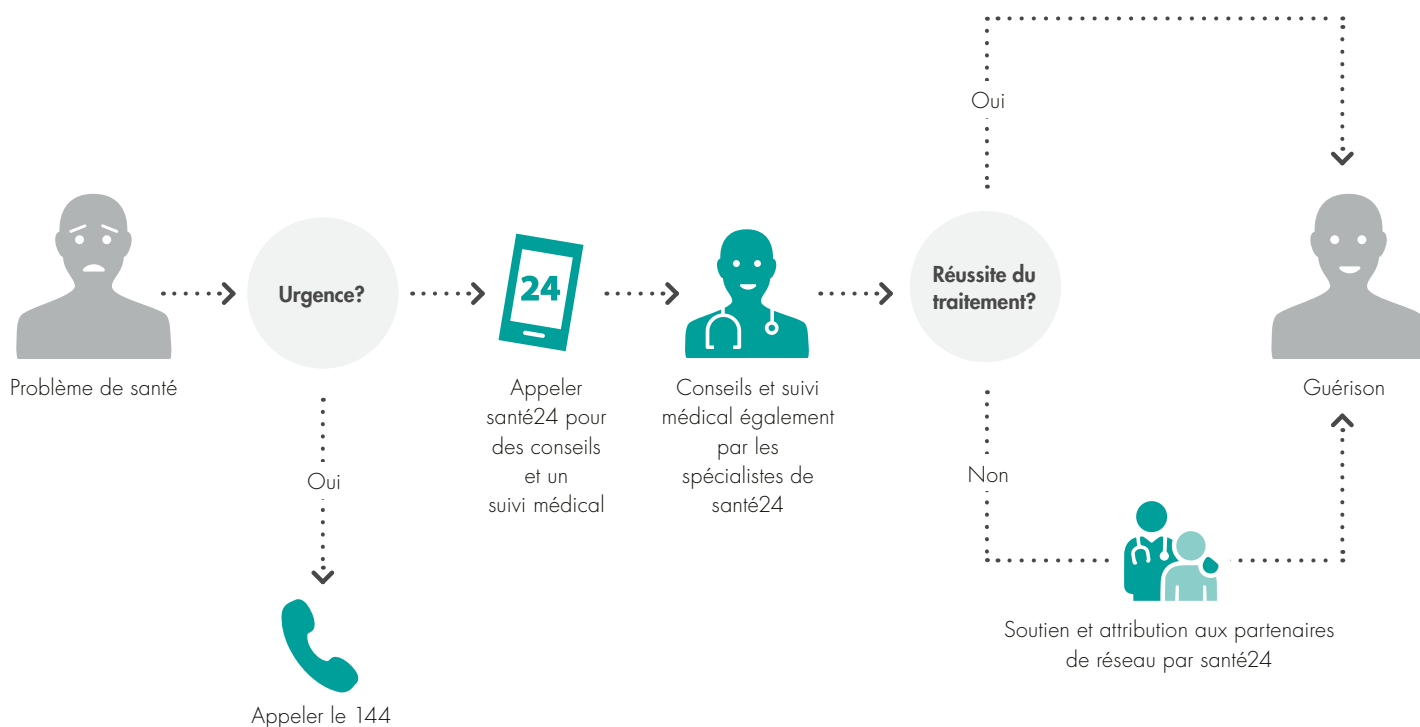 Oui
Urgence?
24
Réussite du
traitement?
Problème de santé
Appeler
santé24 pour
des conseils
et un
suivi médical
Conseils et suivi
médical également
par les
spécialistes de
santé24
Guérison
Oui
Non
Appeler le 144
Soutien et attribution aux partenaires
de réseau par santé24